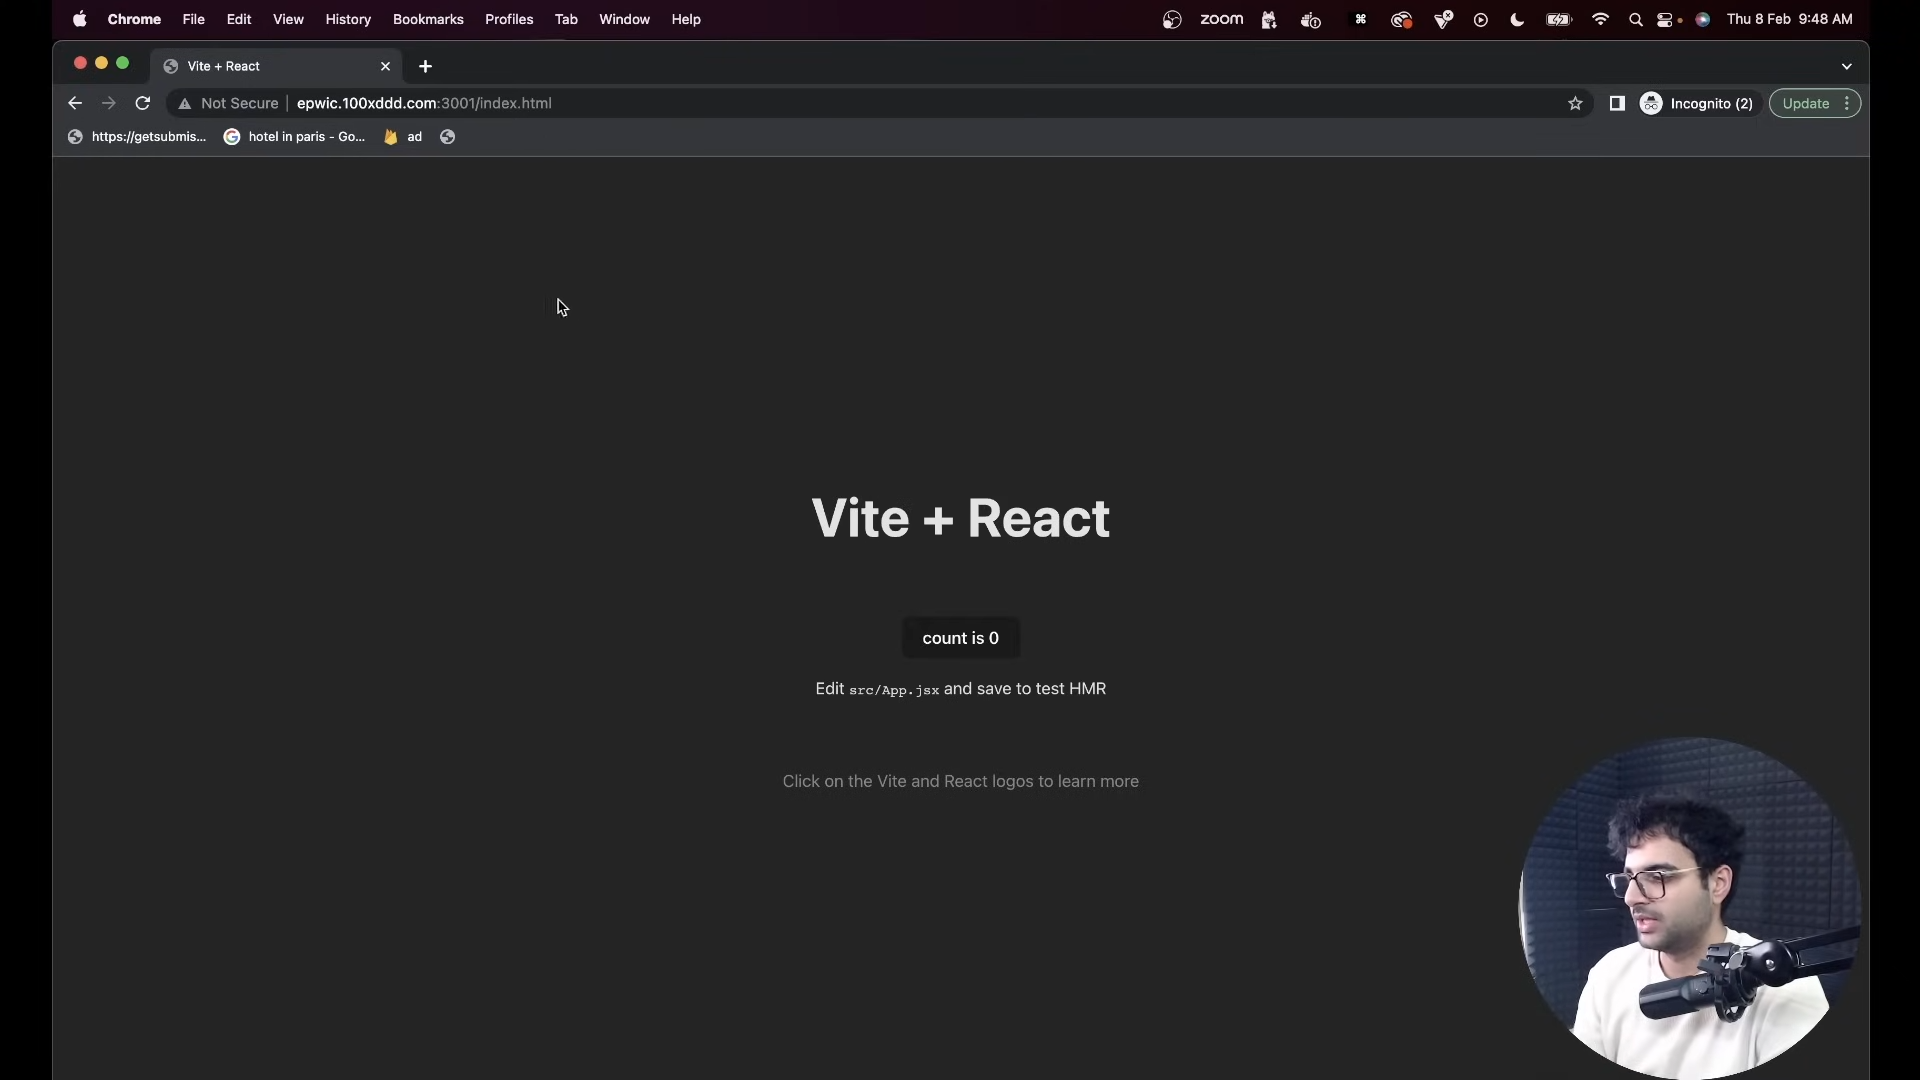 Chrome File Edit View History Bookmarks Profiles Tab Window Help zoom Thu 8 Feb 9:48 AM
Vite + React
Not Secure epwic.100xddd.com:3001/index.html Incognito (2) Update
https://getsubmis... hotel in paris - Go... ad
Vite + React
count is 0
Edit src/App.jsx and save to test HMR
Click on the Vite and React logos to learn more